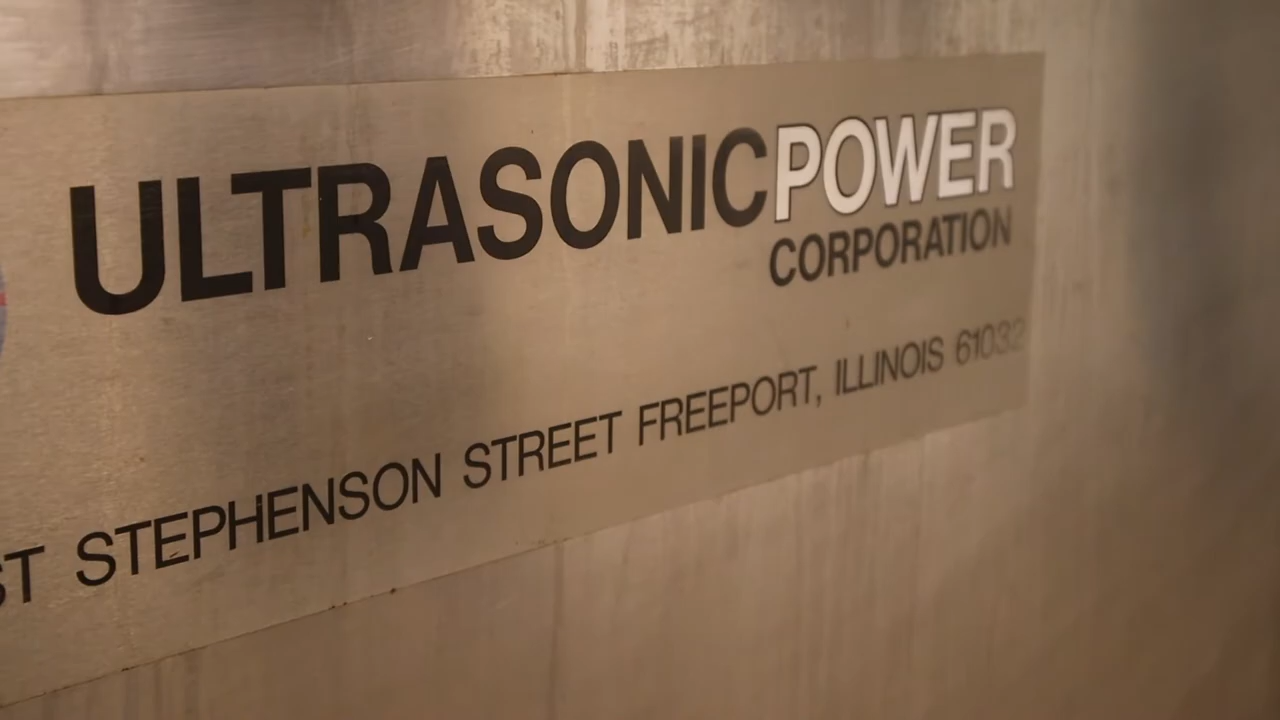 ULTRASONICPOWER
CORPORATION
STEPHENSON STREET FREEPORT, ILLINOIS 61032